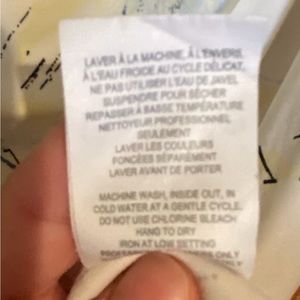 LAVER À LA MACHINE, À L'ENVERS,
À L'EAU FROIDE AU CYCLE DÉLICAT,
NE PAS UTILISER L'EAU DE JAVEL
SUSPENDRE POUR SÉCHER
REPASSER À BASSE TEMPÉRATURE
NETTOYEUR PROFESSIONNEL
SEULEMENT
LAVER LES COULEURS
FONCÉES SÉPARÉMENT
LAVER AVANT DE PORTER
MACHINE WASH, INSIDE OUT, IN
COLD WATER AT A GENTLE CYCLE,
DO NOT USE CHLORINE BLEACH
HANG TO DRY
IRON AT LOW SETTING
ONLY